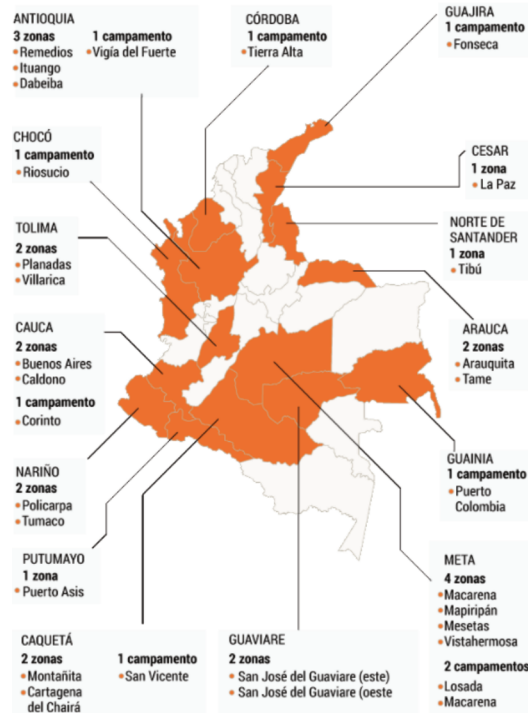 ANTIOQUIA
3 zonas
Remedios
Ituango
Dabeiba
1 campamento
Vigía del Fuerte
CÓRDOBA
1 campamento
Tierra Alta
GUAJIRA
1 campamento
Fonseca
CHOCÓ
1 campamento
Riosucio
CESAR
1 zona
La Paz
TOLIMA
2 zonas
Planadas
Villarica
NORTE DE
SANTANDER
1 zona
Tibú
CAUCA
2 zonas
Buenos Aires
Caldono
1 campamento
Corinto
ARAUCA
2 zonas
Arauquita
Tame
NARIÑO
2 zonas
Policarpa
Tumaco
GUAINIA
1 campamento
Puerto
Colombia
PUTUMAYO
1 zona
Puerto Asis
META
4 zonas
Macarena
Mapiripán
Mesetas
Vistahermosa
2 campamentos
Losada
Macarena
CAQUETÁ
2 zonas
Montañita
Cartagena
del Chairá
1 campamento
San Vicente
GUAVIARE
2 zonas
San José del Guaviare (este)
San José del Guaviare (oeste